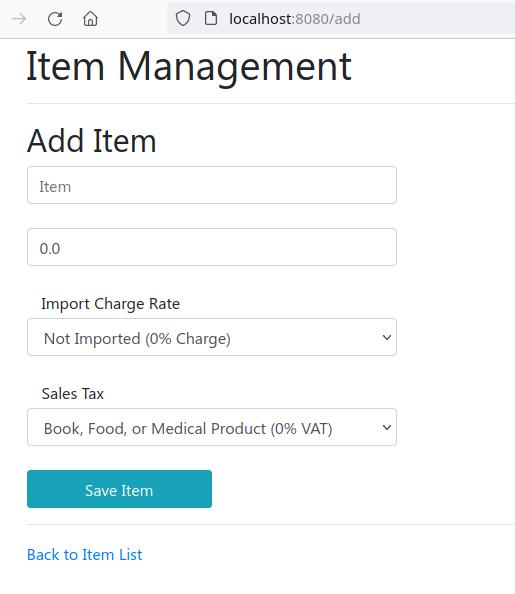 localhost:8080/add
Item Management
Add Item
Item
0.0
Import Charge Rate
Not Imported (0% Charge)
Sales Tax
Book, Food, or Medical Product (0% VAT)
Save Item
Back to Item List